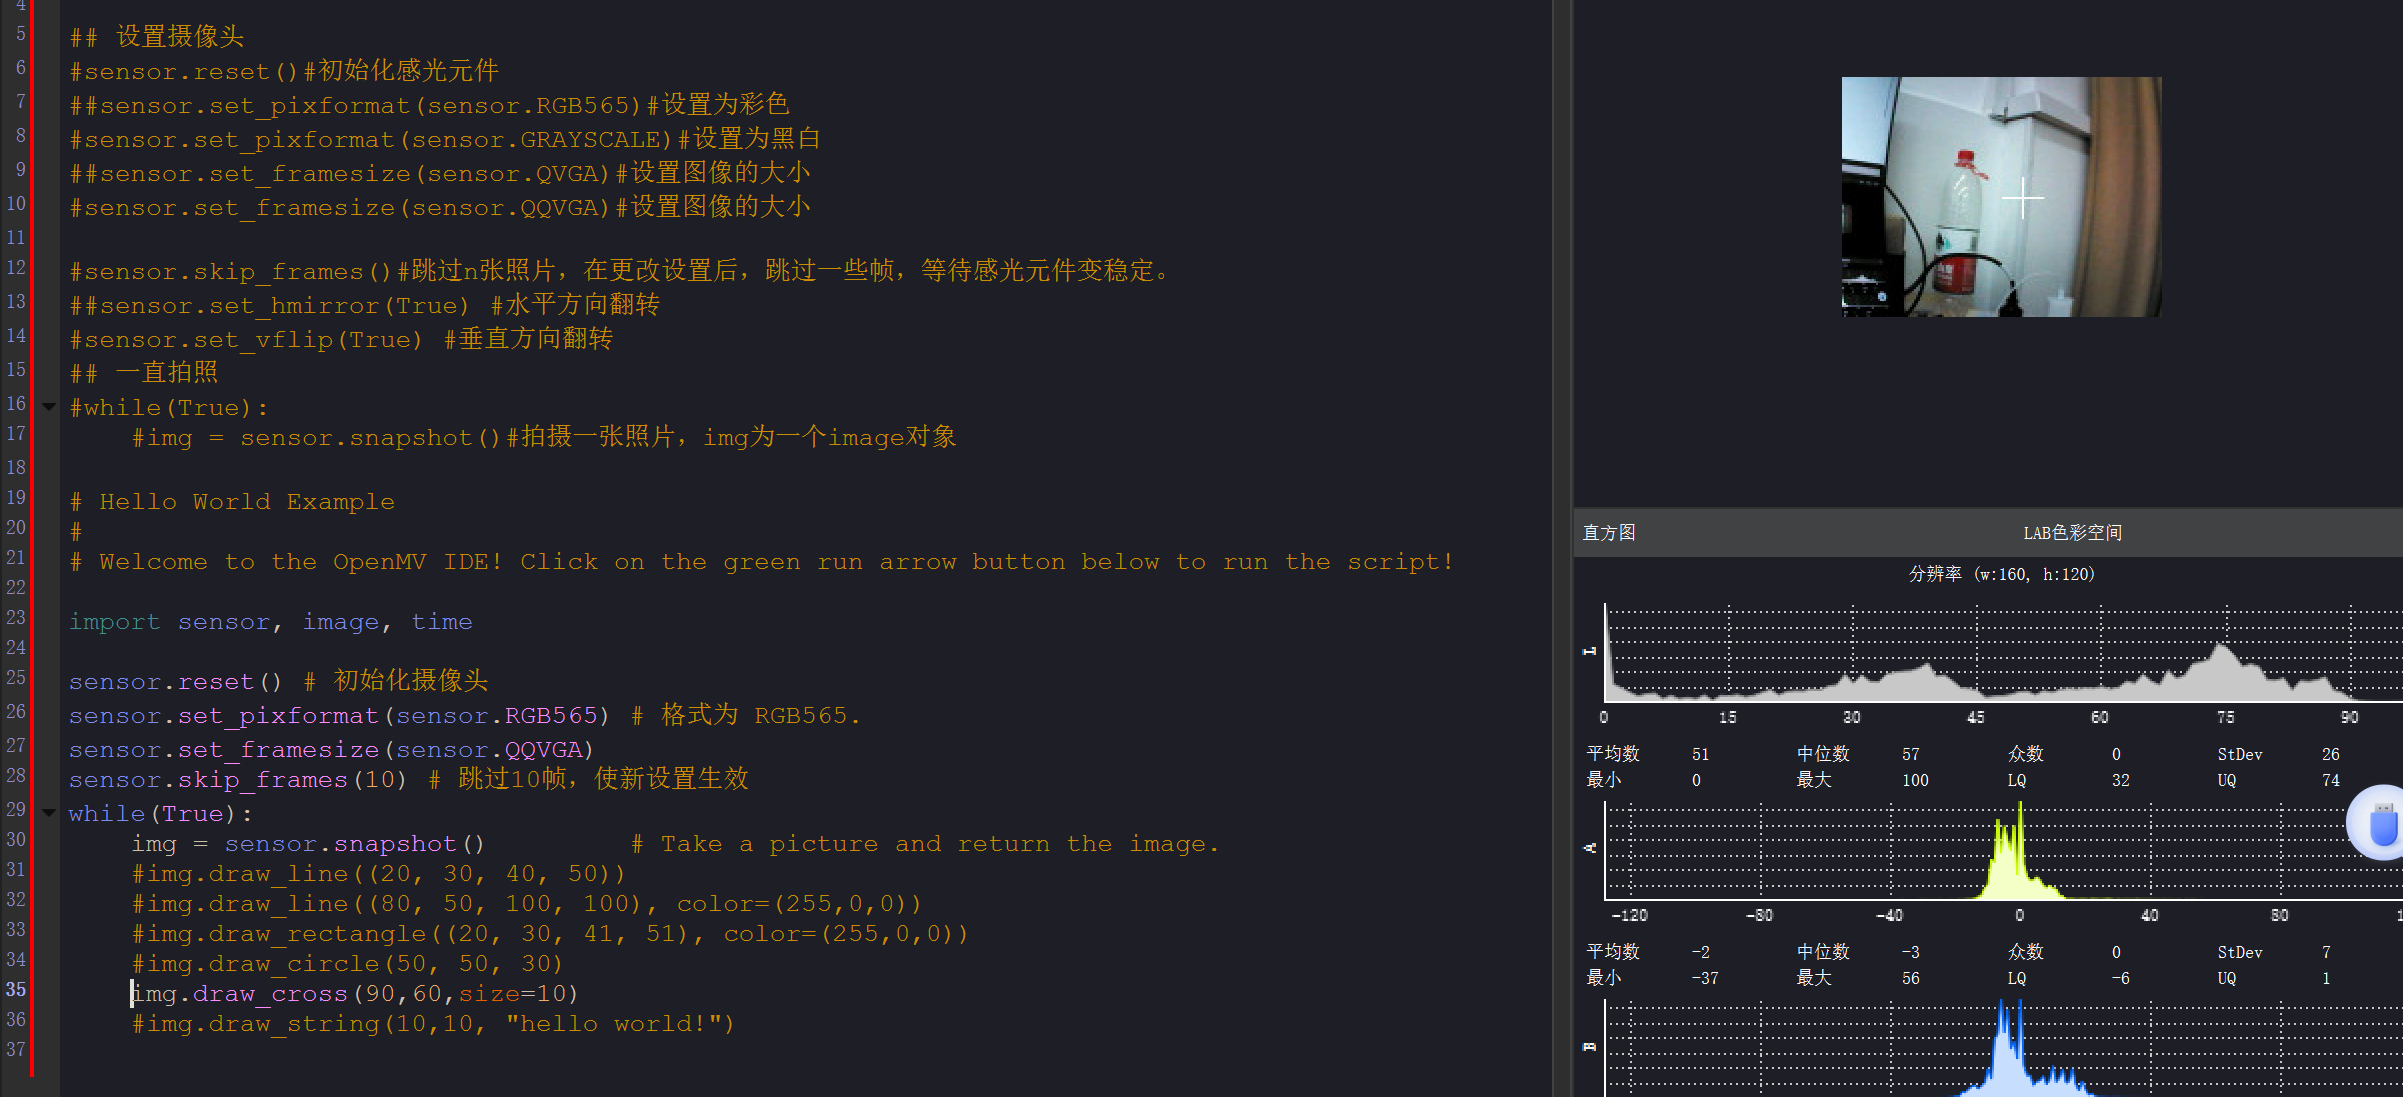 4
5 ## 设置摄像头
6 #sensor.reset()#初始化感光元件
7 ##sensor.set_pixformat(sensor.RGB565)#设置为彩色
8 #sensor.set_pixformat(sensor.GRAYSCALE)#设置为黑白
9 ##sensor.set_framesize(sensor.QVGA)#设置图像的大小
10 #sensor.set_framesize(sensor.QQVGA)#设置图像的大小
11
12 #sensor.skip_frames()#跳过n张照片，在更改设置后，跳过一些帧，等待感光元件变稳定。
13 ##sensor.set_hmirror(True) #水平方向翻转
14 #sensor.set_vflip(True) #垂直方向翻转
15 ## 一直拍照
16 #while(True):
17 #img = sensor.snapshot()#拍摄一张照片，img为一个image对象
18
19 # Hello World Example
20 #
21 # Welcome to the OpenMV IDE! Click on the green run arrow button below to run the script!
22
23 import sensor, image, time
24
25 sensor.reset() # 初始化摄像头
26 sensor.set_pixformat(sensor.RGB565) # 格式为 RGB565.
27 sensor.set_framesize(sensor.QQVGA)
28 sensor.skip_frames(10) # 跳过10帧，使新设置生效
29 while(True):
30 img = sensor.snapshot() # Take a picture and return the image.
31 #img.draw_line((20, 30, 40, 50))
32 #img.draw_line((80, 50, 100, 100), color=(255,0,0))
33 #img.draw_rectangle((20, 30, 41, 51), color=(255,0,0))
34 #img.draw_circle(50, 50, 30)
35 img.draw_cross(90,60,size=10)
36 #img.draw_string(10,10, "hello world!")
37
直方图 LAB色彩空间
分辨率 (w:160, h:120)
L
0 15 30 45 60 75 90
平均数 51 中位数 57 众数 0 StDev 26
最小 0 最大 100 LQ 32 UQ 74
A
-120 -80 -40 0 40 80
平均数 -2 中位数 -3 众数 0 StDev 7
最小 -37 最大 56 LQ -6 UQ 1
B